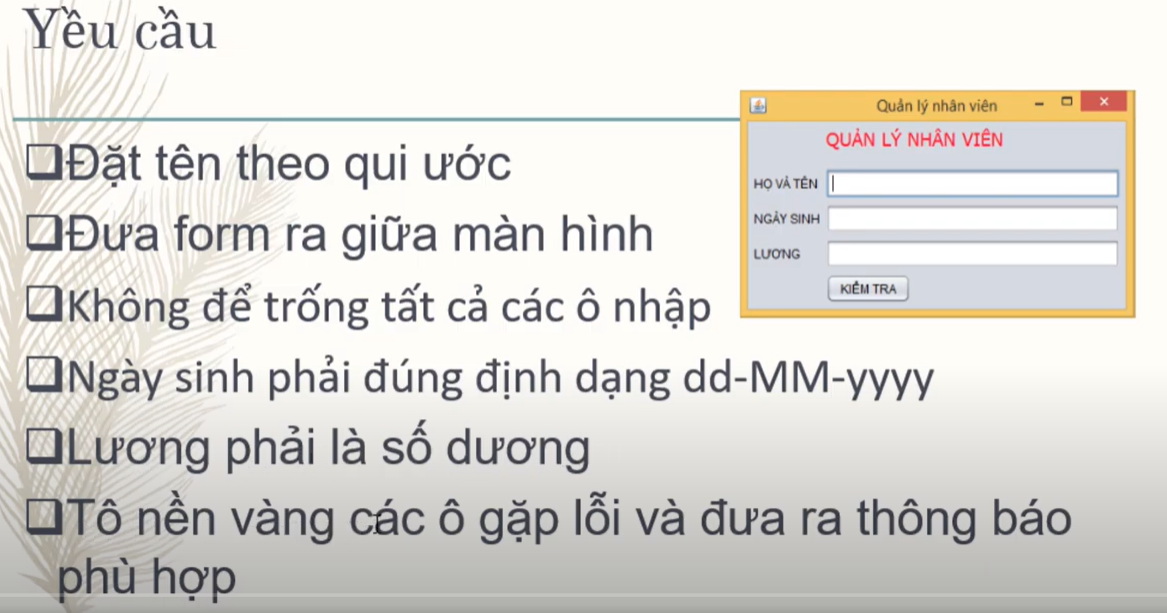 Yều cầu
Đặt tên theo qui ước
Đưa form ra giữa màn hình
Không để trống tất cả các ô nhập
Ngày sinh phải đúng định dạng dd-MM-yyyy
Lương phải là số dương
Tô nền vàng các ô gặp lỗi và đưa ra thông báo
phù hợp
Quản lý nhân viên
QUẢN LÝ NHÂN VIÊN
HỌ VÀ TÊN
NGÀY SINH
LƯƠNG
KIỂM TRA